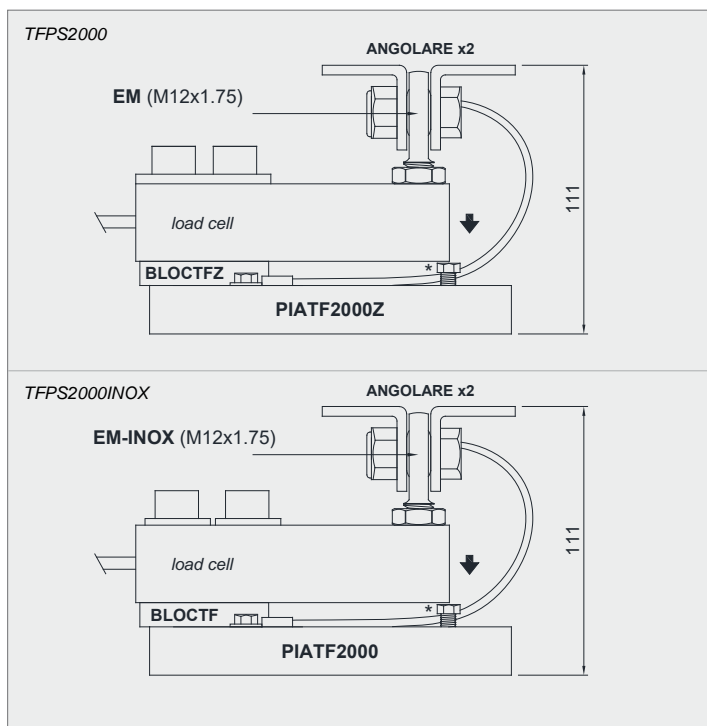 TFPS2000
ANGOLARE x2
EM (M12x1.75)
111
load cell
BLOCTFZ
*
PIATF2000Z
TFPS2000INOX
ANGOLARE x2
EM-INOX (M12x1.75)
111
load cell
BLOCTF
*
PIATF2000